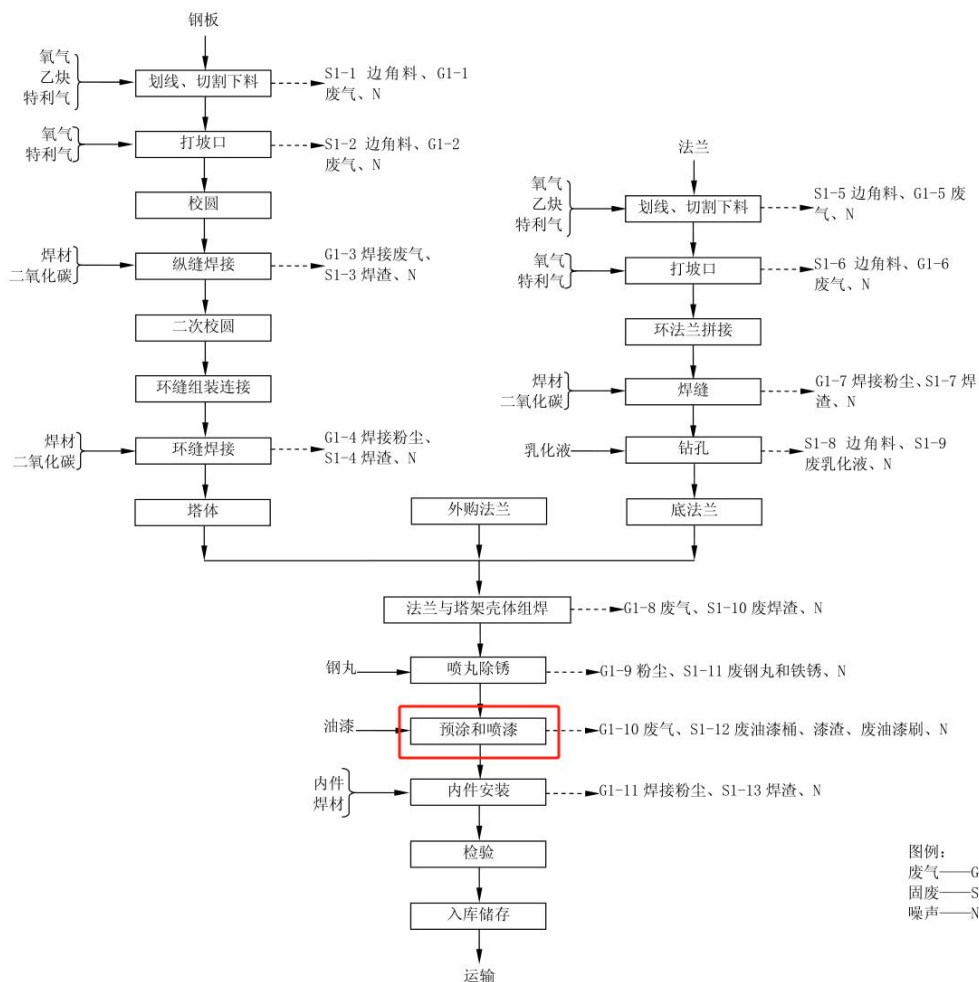 钢板
氧气
乙炔
特利气
划线、切割下料
S1-1 边角料、G1-1
废气、N
氧气
特利气
打坡口
S1-2 边角料、G1-2
废气、N
校圆
焊材
二氧化碳
纵缝焊接
G1-3 焊接废气、
S1-3 焊渣、N
二次校圆
环缝组装连接
焊材
二氧化碳
环缝焊接
G1-4 焊接粉尘、
S1-4 焊渣、N
塔体
外购法兰
法兰
氧气
乙炔
特利气
划线、切割下料
S1-5 边角料、G1-5 废
气、N
氧气
特利气
打坡口
S1-6 边角料、G1-6
废气、N
环法兰拼接
焊材
二氧化碳
焊缝
G1-7 焊接粉尘、S1-7 焊
渣、N
乳化液
钻孔
S1-8 边角料、S1-9
废乳化液、N
底法兰
法兰与塔架壳体组焊
G1-8 废气、S1-10 废焊渣、N
钢丸
喷丸除锈
G1-9 粉尘、S1-11 废钢丸和铁锈、N
油漆
预涂和喷漆
G1-10 废气、S1-12 废油漆桶、漆渣、废油漆刷、N
内件
焊材
内件安装
G1-11 焊接粉尘、S1-13 焊渣、N
检验
入库储存
运输
图例:
废气——G
固废——S
噪声——N